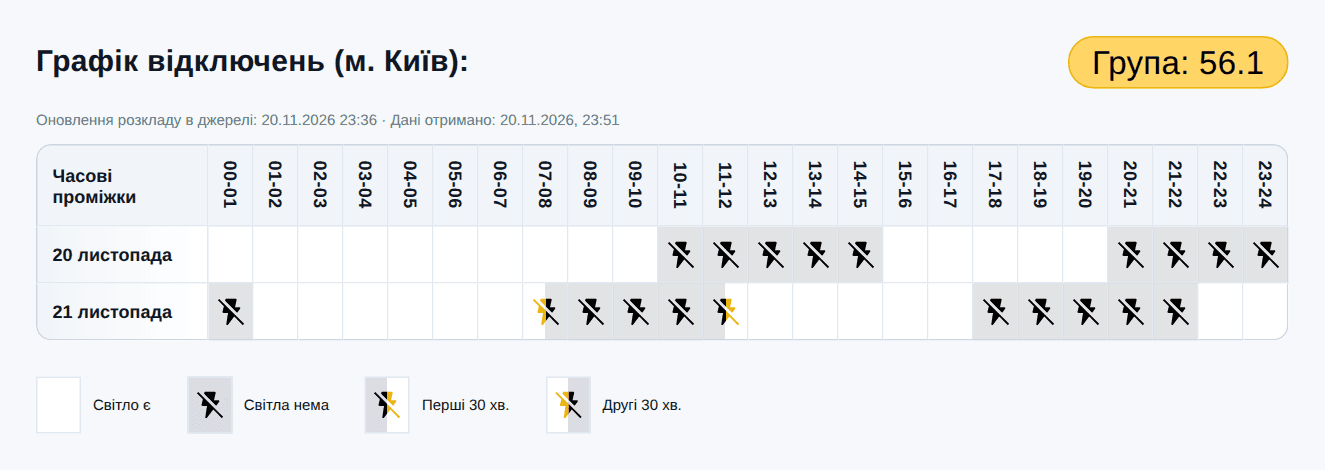 Графік відключень (м. Київ):
Група: 56.1
Оновлення розкладу в джерелі: 20.11.2026 23:36 · Дані отримано: 20.11.2026, 23:51
Часові
проміжки
00-01
01-02
02-03
03-04
04-05
05-06
06-07
07-08
08-09
09-10
10-11
11-12
12-13
13-14
14-15
15-16
16-17
17-18
18-19
19-20
20-21
21-22
22-23
23-24
20 листопада
21 листопада
Світло є
Світла нема
Перші 30 хв.
Другі 30 хв.